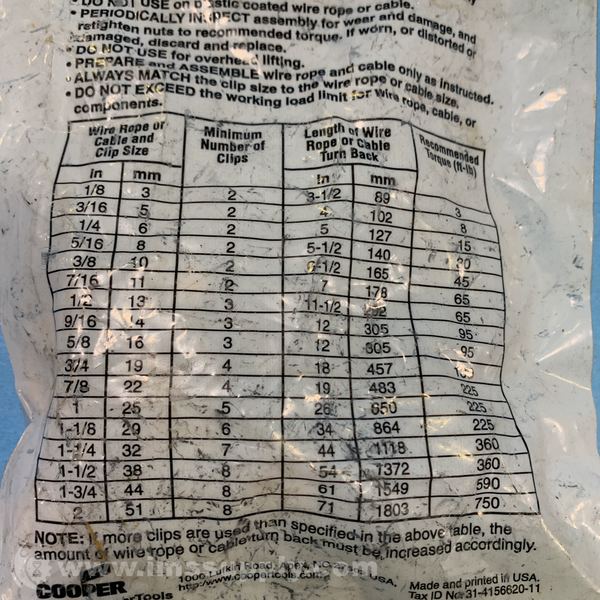 DO NOT USE on plastic coated wire rope or cable.
• PERIODICALLY INSPECT assembly for wear and damage, and
retighten nuts to recommended torque. If worn, or distorted or
damaged, discard and replace.
• DO NOT USE for overhead lifting.
• PREPARE and ASSEMBLE wire rope and cable only as instructed.
• ALWAYS MATCH the clip size to the wire rope or cable size.
• DO NOT EXCEED the working load limit for wire rope, cable, or
components.
Wire Rope or Cable and Clip Size Minimum Number of Clips Length of Wire Rope or Cable Turn Back Recommended Torque (ft-lb)
in mm in mm
1/8 3 2 3-1/2 89 3
3/16 5 2 4 102 8
1/4 6 2 5 127 15
5/16 8 2 5-1/2 140 30
3/8 10 2 6-1/2 165 45
7/16 11 2 7 178 65
1/2 13 3 11-1/2 292 65
9/16 14 3 12 305 95
5/8 16 3 12 305 95
3/4 19 4 18 457
7/8 22 4 19 483 225
1 25 5 26 650 225
1-1/8 29 6 34 864 225
1-1/4 32 7 44 1118 360
1-1/2 38 8 54 1372 360
1-3/4 44 8 61 1549 590
2 51 8 71 1803 750
NOTE: If more clips are used than specified in the above table, the
amount of wire rope or cable turn back must be increased accordingly.
COOPER Tools
1000 Lufkin Road, Apex, NC USA.
http://www.coopertools.com
Made and printed in USA.
Tax ID No 31-4156620-11